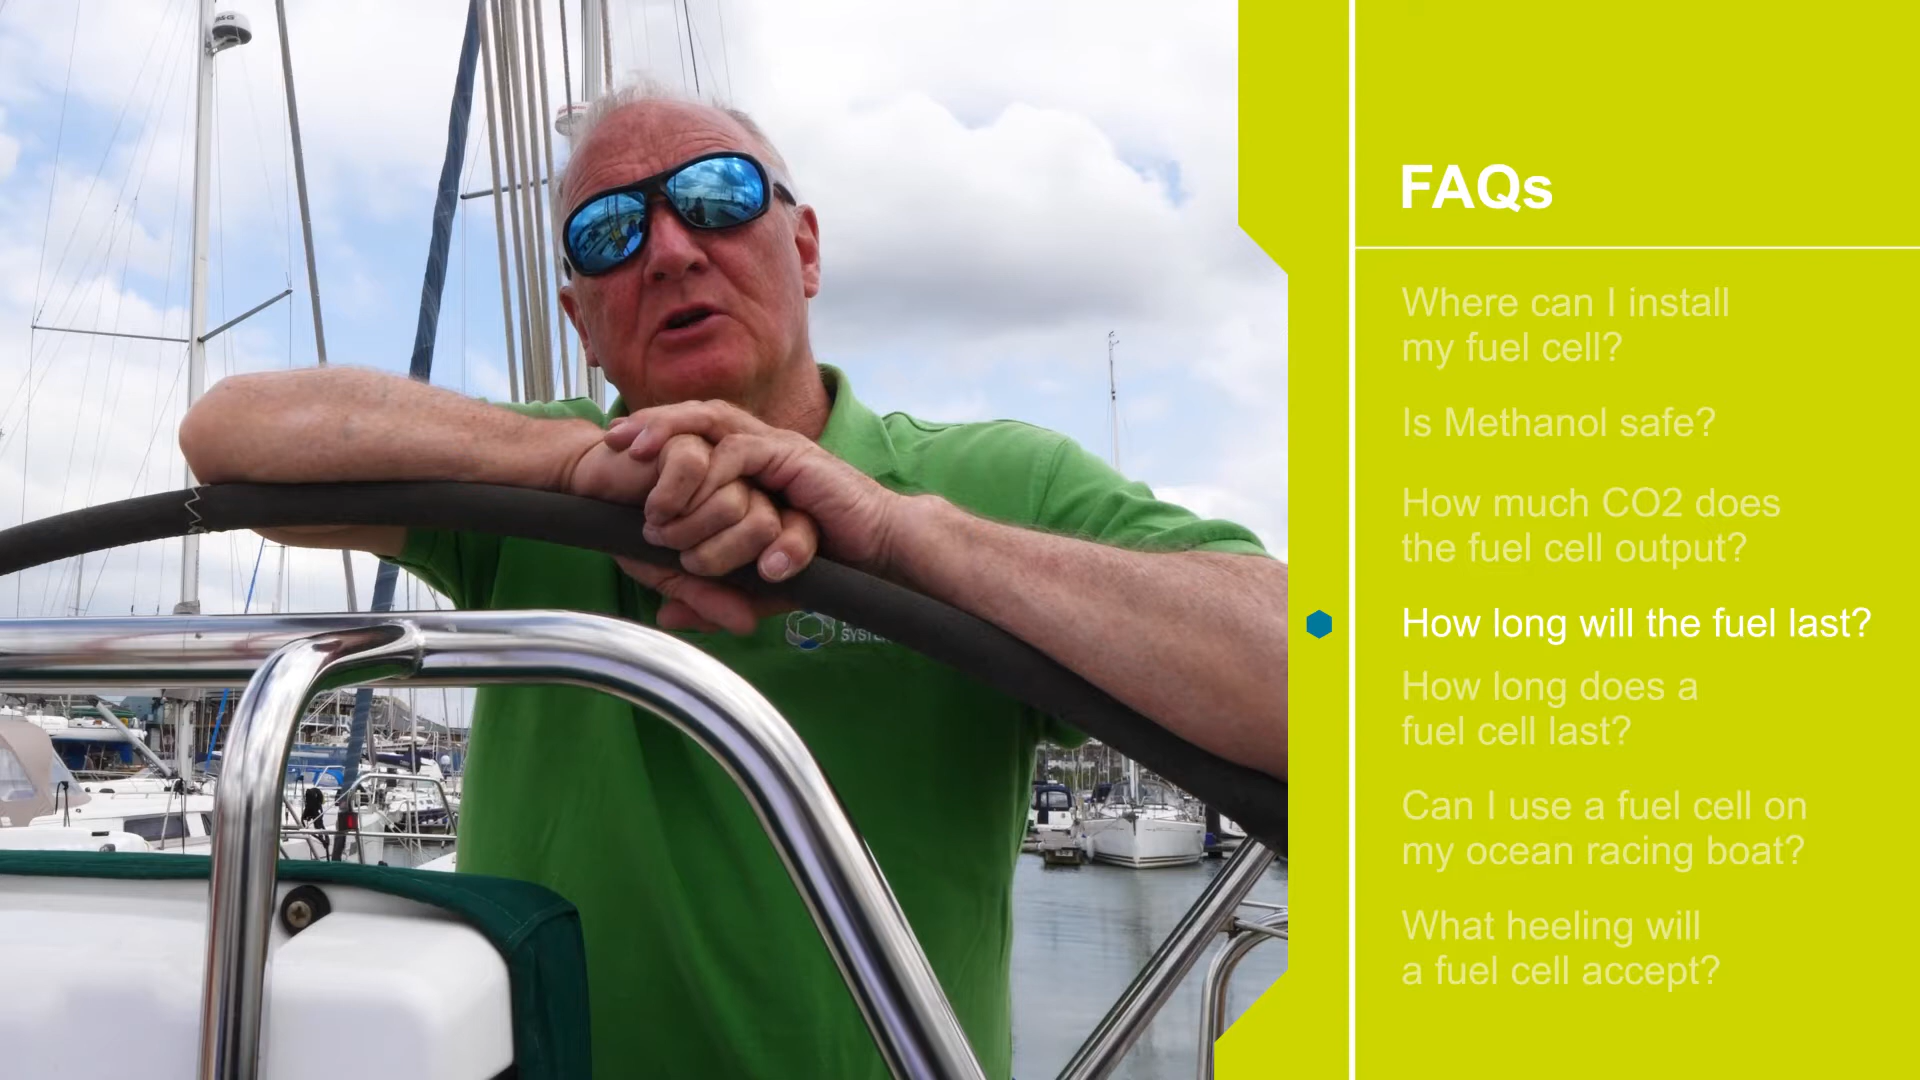 FAQs
Where can I install
my fuel cell?
Is Methanol safe?
How much CO2 does
the fuel cell output?
How long will the fuel last?
How long does a
fuel cell last?
Can I use a fuel cell on
my ocean racing boat?
What heeling will
a fuel cell accept?